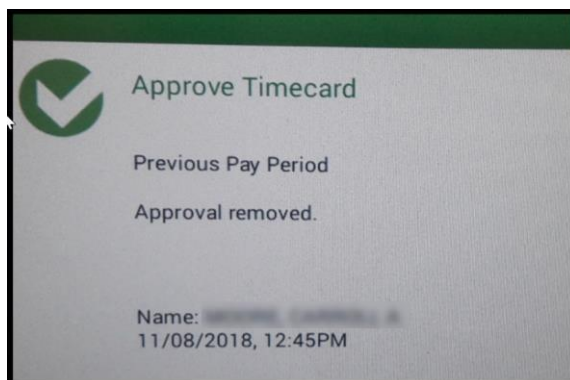 Approve Timecard
Previous Pay Period
Approval removed.
Name:
11/08/2018, 12:45PM